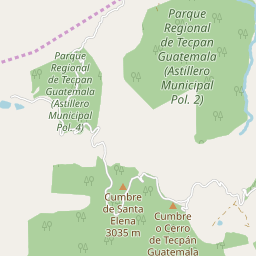 Parque
Regional
de Tecpan
Guatemala
(Astillero
Municipal
Pol. 2)
Parque
Regional
de Tecpan
Guatemala
(Astillero
Municipal
Pol. 4)
Cumbre
de Santa
Elena
3035 m
Cumbre
o Cerro
de Tecpán
Guatemala